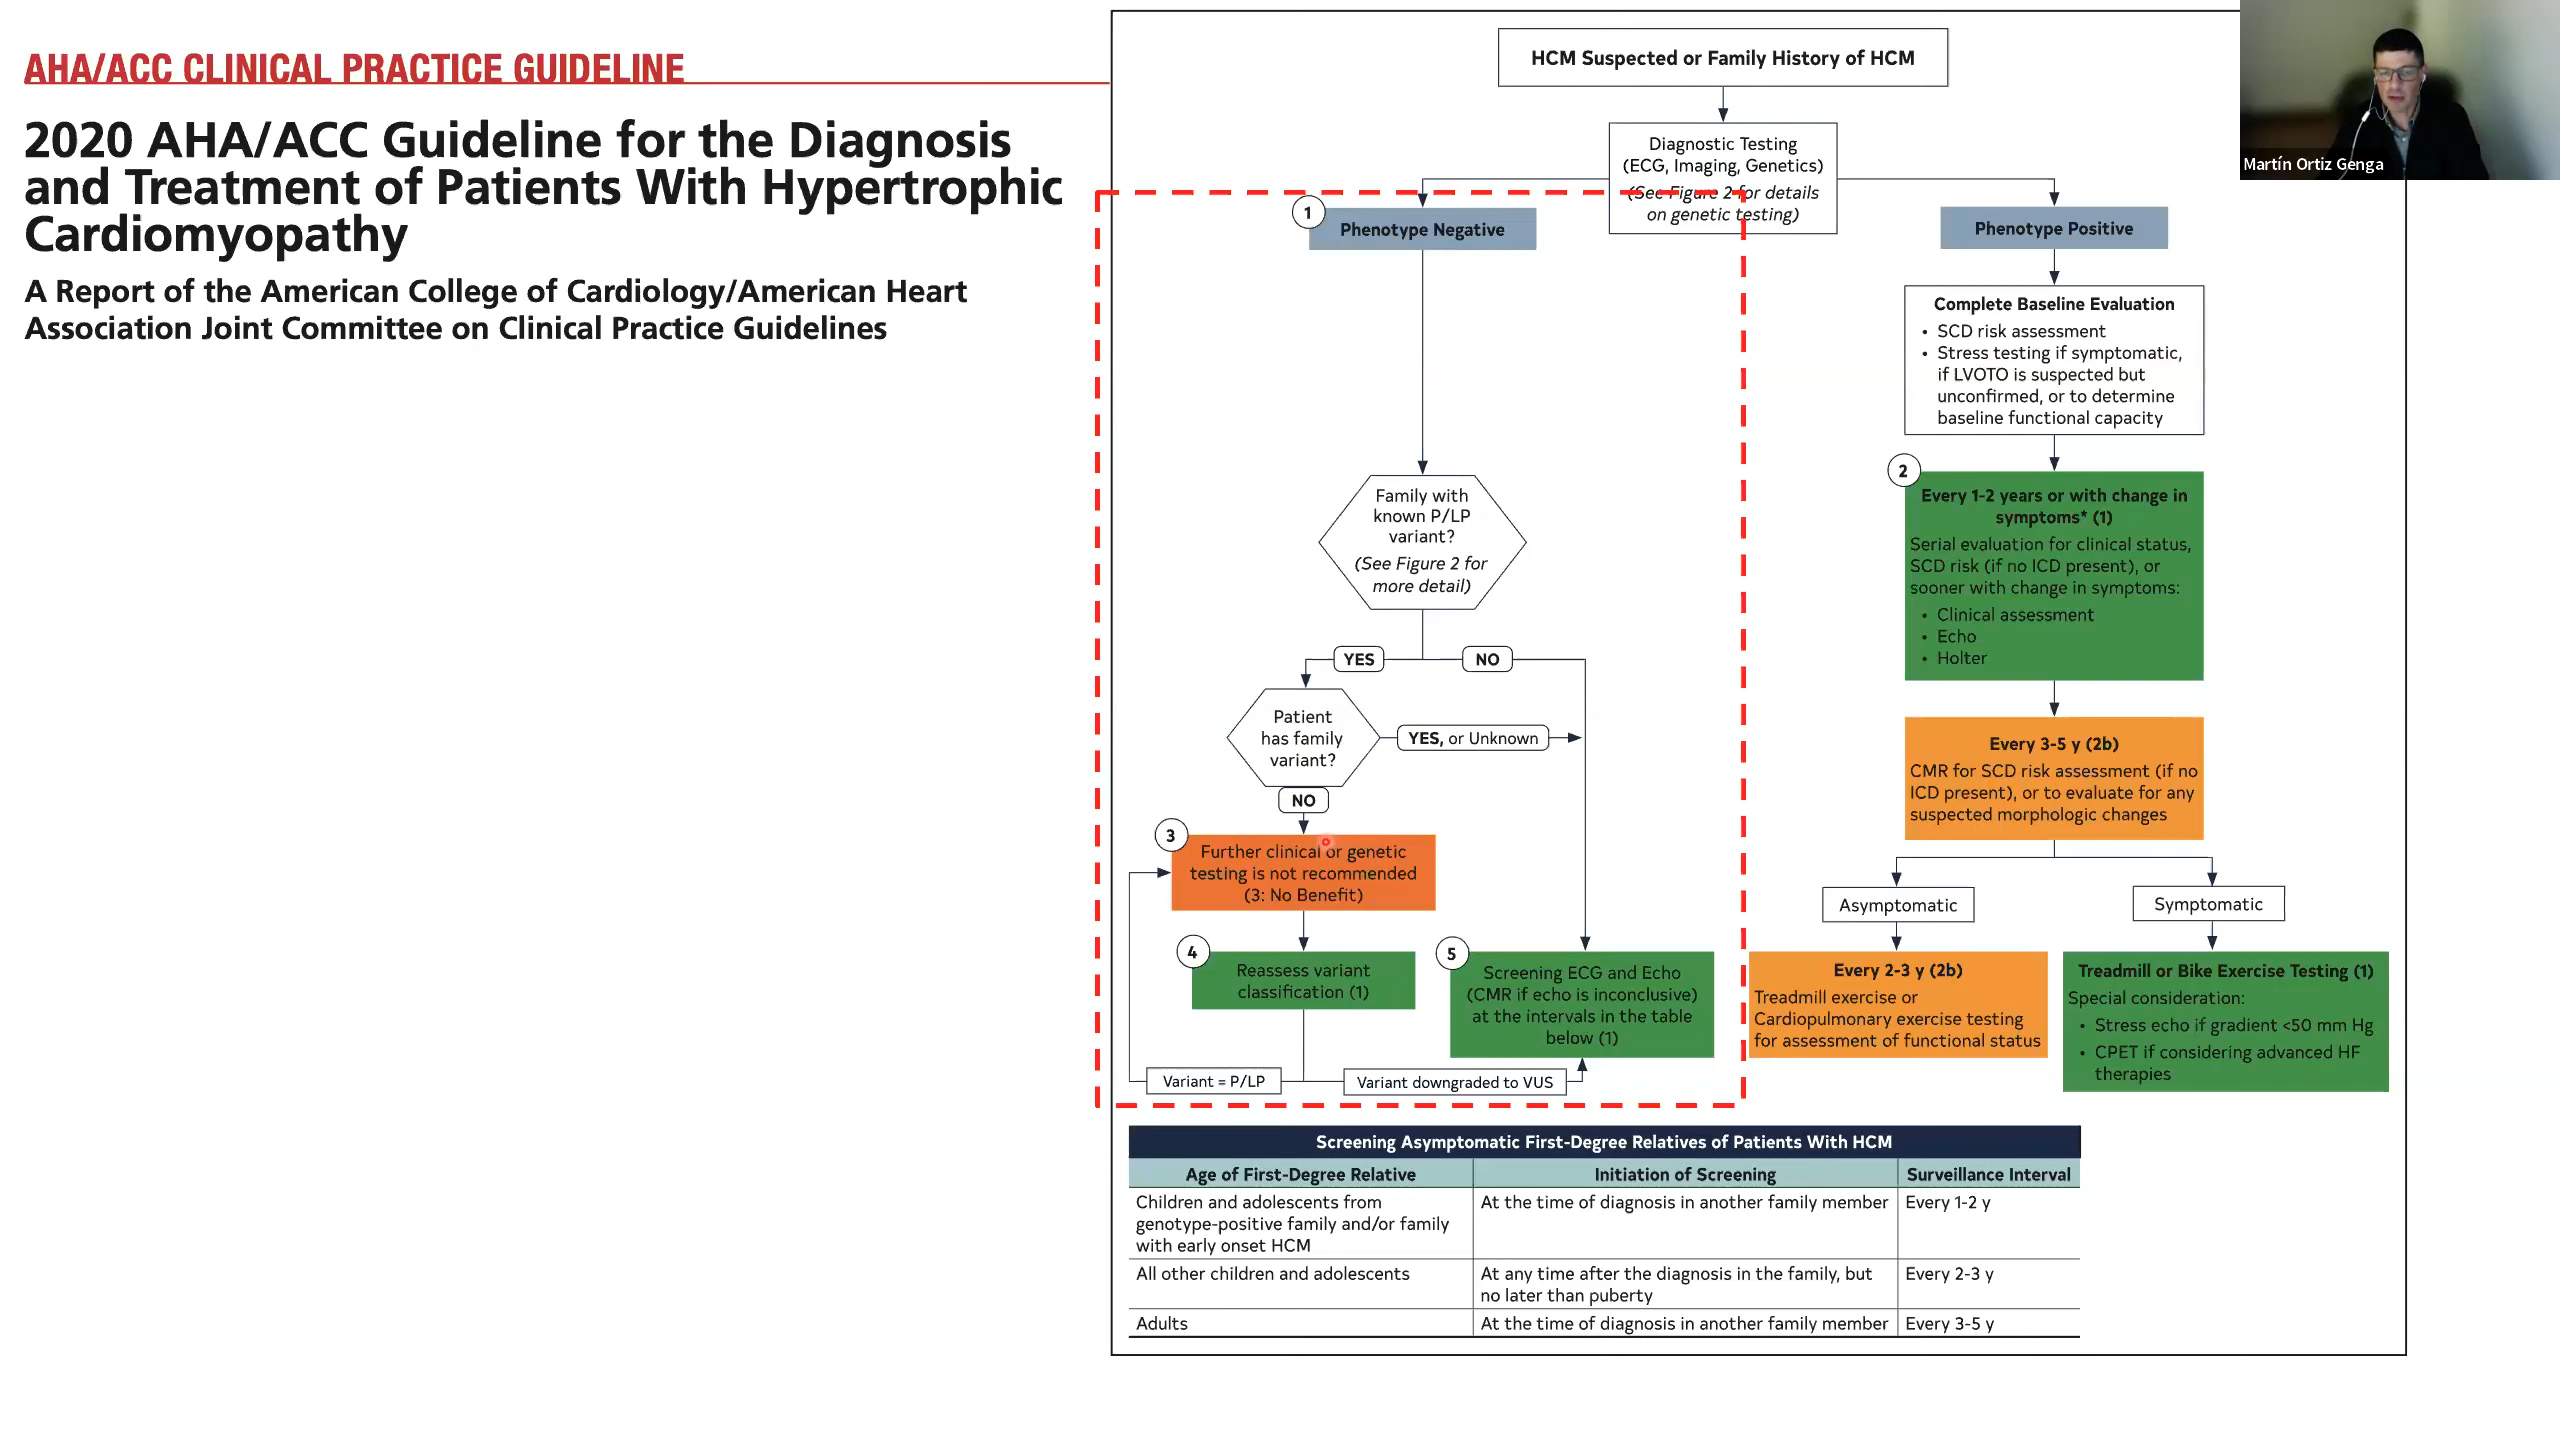 AHA/ACC CLINICAL PRACTICE GUIDELINE
2020 AHA/ACC Guideline for the Diagnosis
and Treatment of Patients With Hypertrophic
Cardiomyopathy
A Report of the American College of Cardiology/American Heart
Association Joint Committee on Clinical Practice Guidelines
HCM Suspected or Family History of HCM
Diagnostic Testing
(ECG, Imaging, Genetics)
(See Figure 2 for details
on genetic testing)
1
Phenotype Negative
Family with
known P/LP
variant?
(See Figure 2 for
more detail)
YES
NO
Patient
has family
variant?
YES, or Unknown
NO
3
Further clinical or genetic
testing is not recommended
(3: No Benefit)
4
Reassess variant
classification (1)
5
Screening ECG and Echo
(CMR if echo is inconclusive)
at the intervals in the table
below (1)
Variant = P/LP
Variant downgraded to VUS
Phenotype Positive
Complete Baseline Evaluation
• SCD risk assessment
• Stress testing if symptomatic,
if LVOTO is suspected but
unconfirmed, or to determine
baseline functional capacity
2
Every 1-2 years or with change in
symptoms* (1)
Serial evaluation for clinical status,
SCD risk (if no ICD present), or
sooner with change in symptoms:
• Clinical assessment
• Echo
• Holter
Every 3-5 y (2b)
CMR for SCD risk assessment (if no
ICD present), or to evaluate for any
suspected morphologic changes
Asymptomatic
Symptomatic
Every 2-3 y (2b)
Treadmill exercise or
Cardiopulmonary exercise testing
for assessment of functional status
Treadmill or Bike Exercise Testing (1)
Special consideration:
• Stress echo if gradient <50 mm Hg
• CPET if considering advanced HF
therapies
Screening Asymptomatic First-Degree Relatives of Patients With HCM
Age of First-Degree Relative
Initiation of Screening
Surveillance Interval
Children and adolescents from
genotype-positive family and/or family
with early onset HCM
At the time of diagnosis in another family member
Every 1-2 y
All other children and adolescents
At any time after the diagnosis in the family, but
no later than puberty
Every 2-3 y
Adults
At the time of diagnosis in another family member
Every 3-5 y
Martín Ortiz Genga